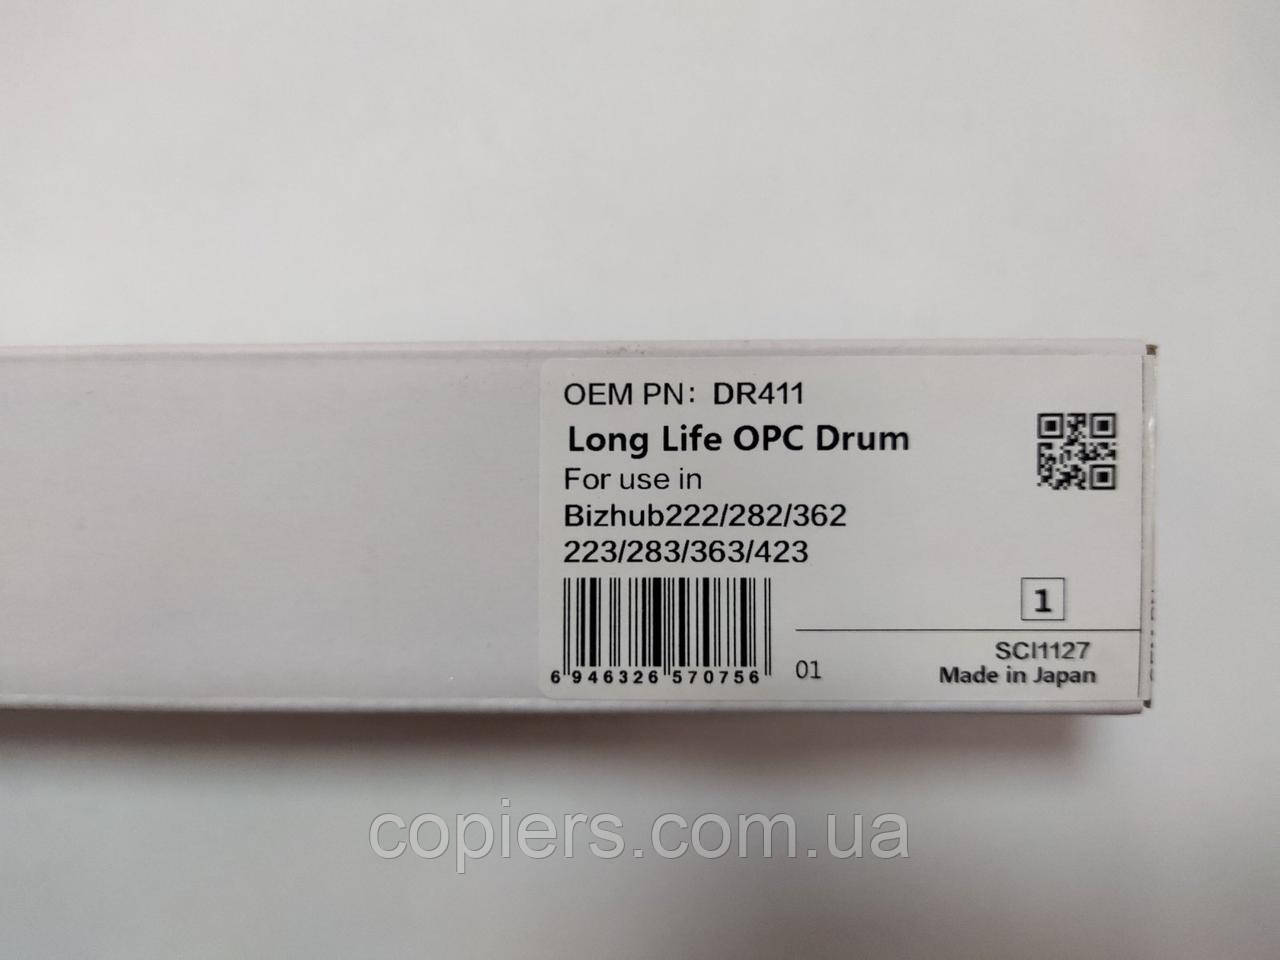 OEM PN: DR411
Long Life OPC Drum
For use in
Bizhub222/282/362
223/283/363/423
1
6 946326 570756
01
SCI1127
Made in Japan
copiers.com.ua